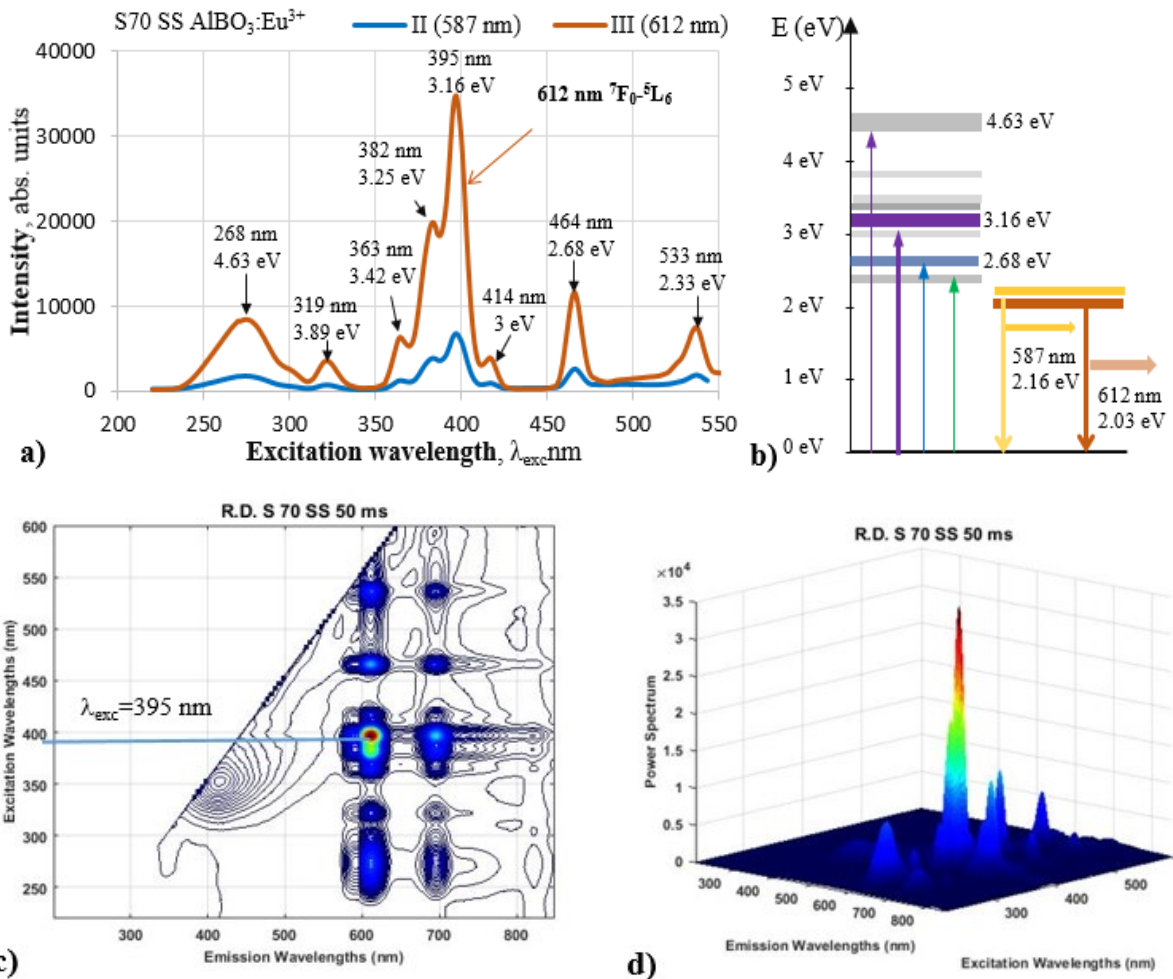 S70 SS AlBO₃:Eu³⁺
II (587 nm)
III (612 nm)
40000
30000
20000
10000
0
Intensity, abs. units
268 nm
4.63 eV
319 nm
3.89 eV
363 nm
3.42 eV
382 nm
3.25 eV
395 nm
3.16 eV
612 nm ⁷F₀-⁵L₆
414 nm
3 eV
464 nm
2.68 eV
533 nm
2.33 eV
200
250
300
350
400
450
500
550
Excitation wavelength, λexcnm
a)
E (eV)
5 eV
4 eV
3 eV
2 eV
1 eV
0 eV
4.63 eV
3.16 eV
2.68 eV
587 nm
2.16 eV
612 nm
2.03 eV
b)
R.D. S 70 SS 50 ms
600
550
500
450
400
350
300
250
Excitation Wavelengths (nm)
λexc=395 nm
300
400
500
600
700
800
Emission Wavelengths (nm)
c)
R.D. S 70 SS 50 ms
×10⁴
3.5
3
2.5
2
1.5
1
0.5
0
Power Spectrum
300
400
500
600
700
800
Emission Wavelengths (nm)
300
400
500
Excitation Wavelengths (nm)
d)